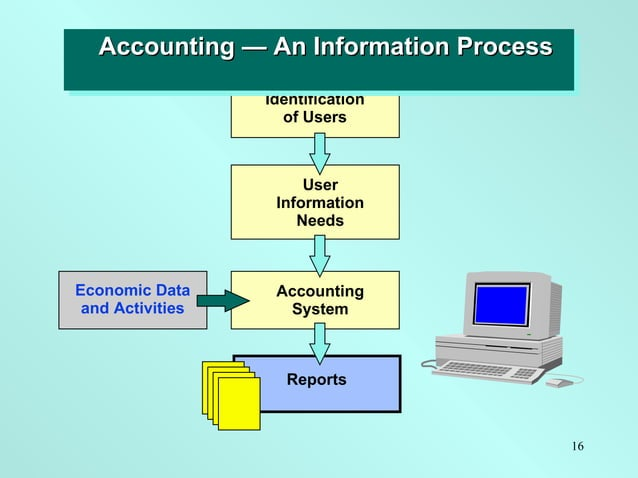 Accounting — An Information Process
Identification
of Users
User
Information
Needs
Economic Data
and Activities
Accounting
System
Reports
16